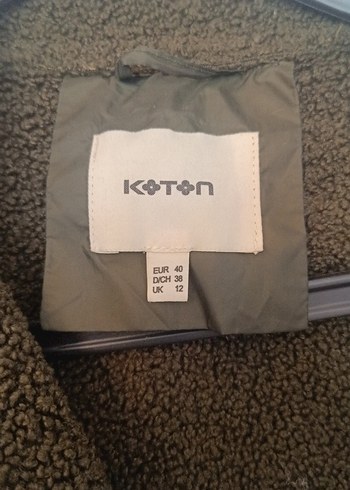 KOTON
EUR 40
D/CH 38
UK 12